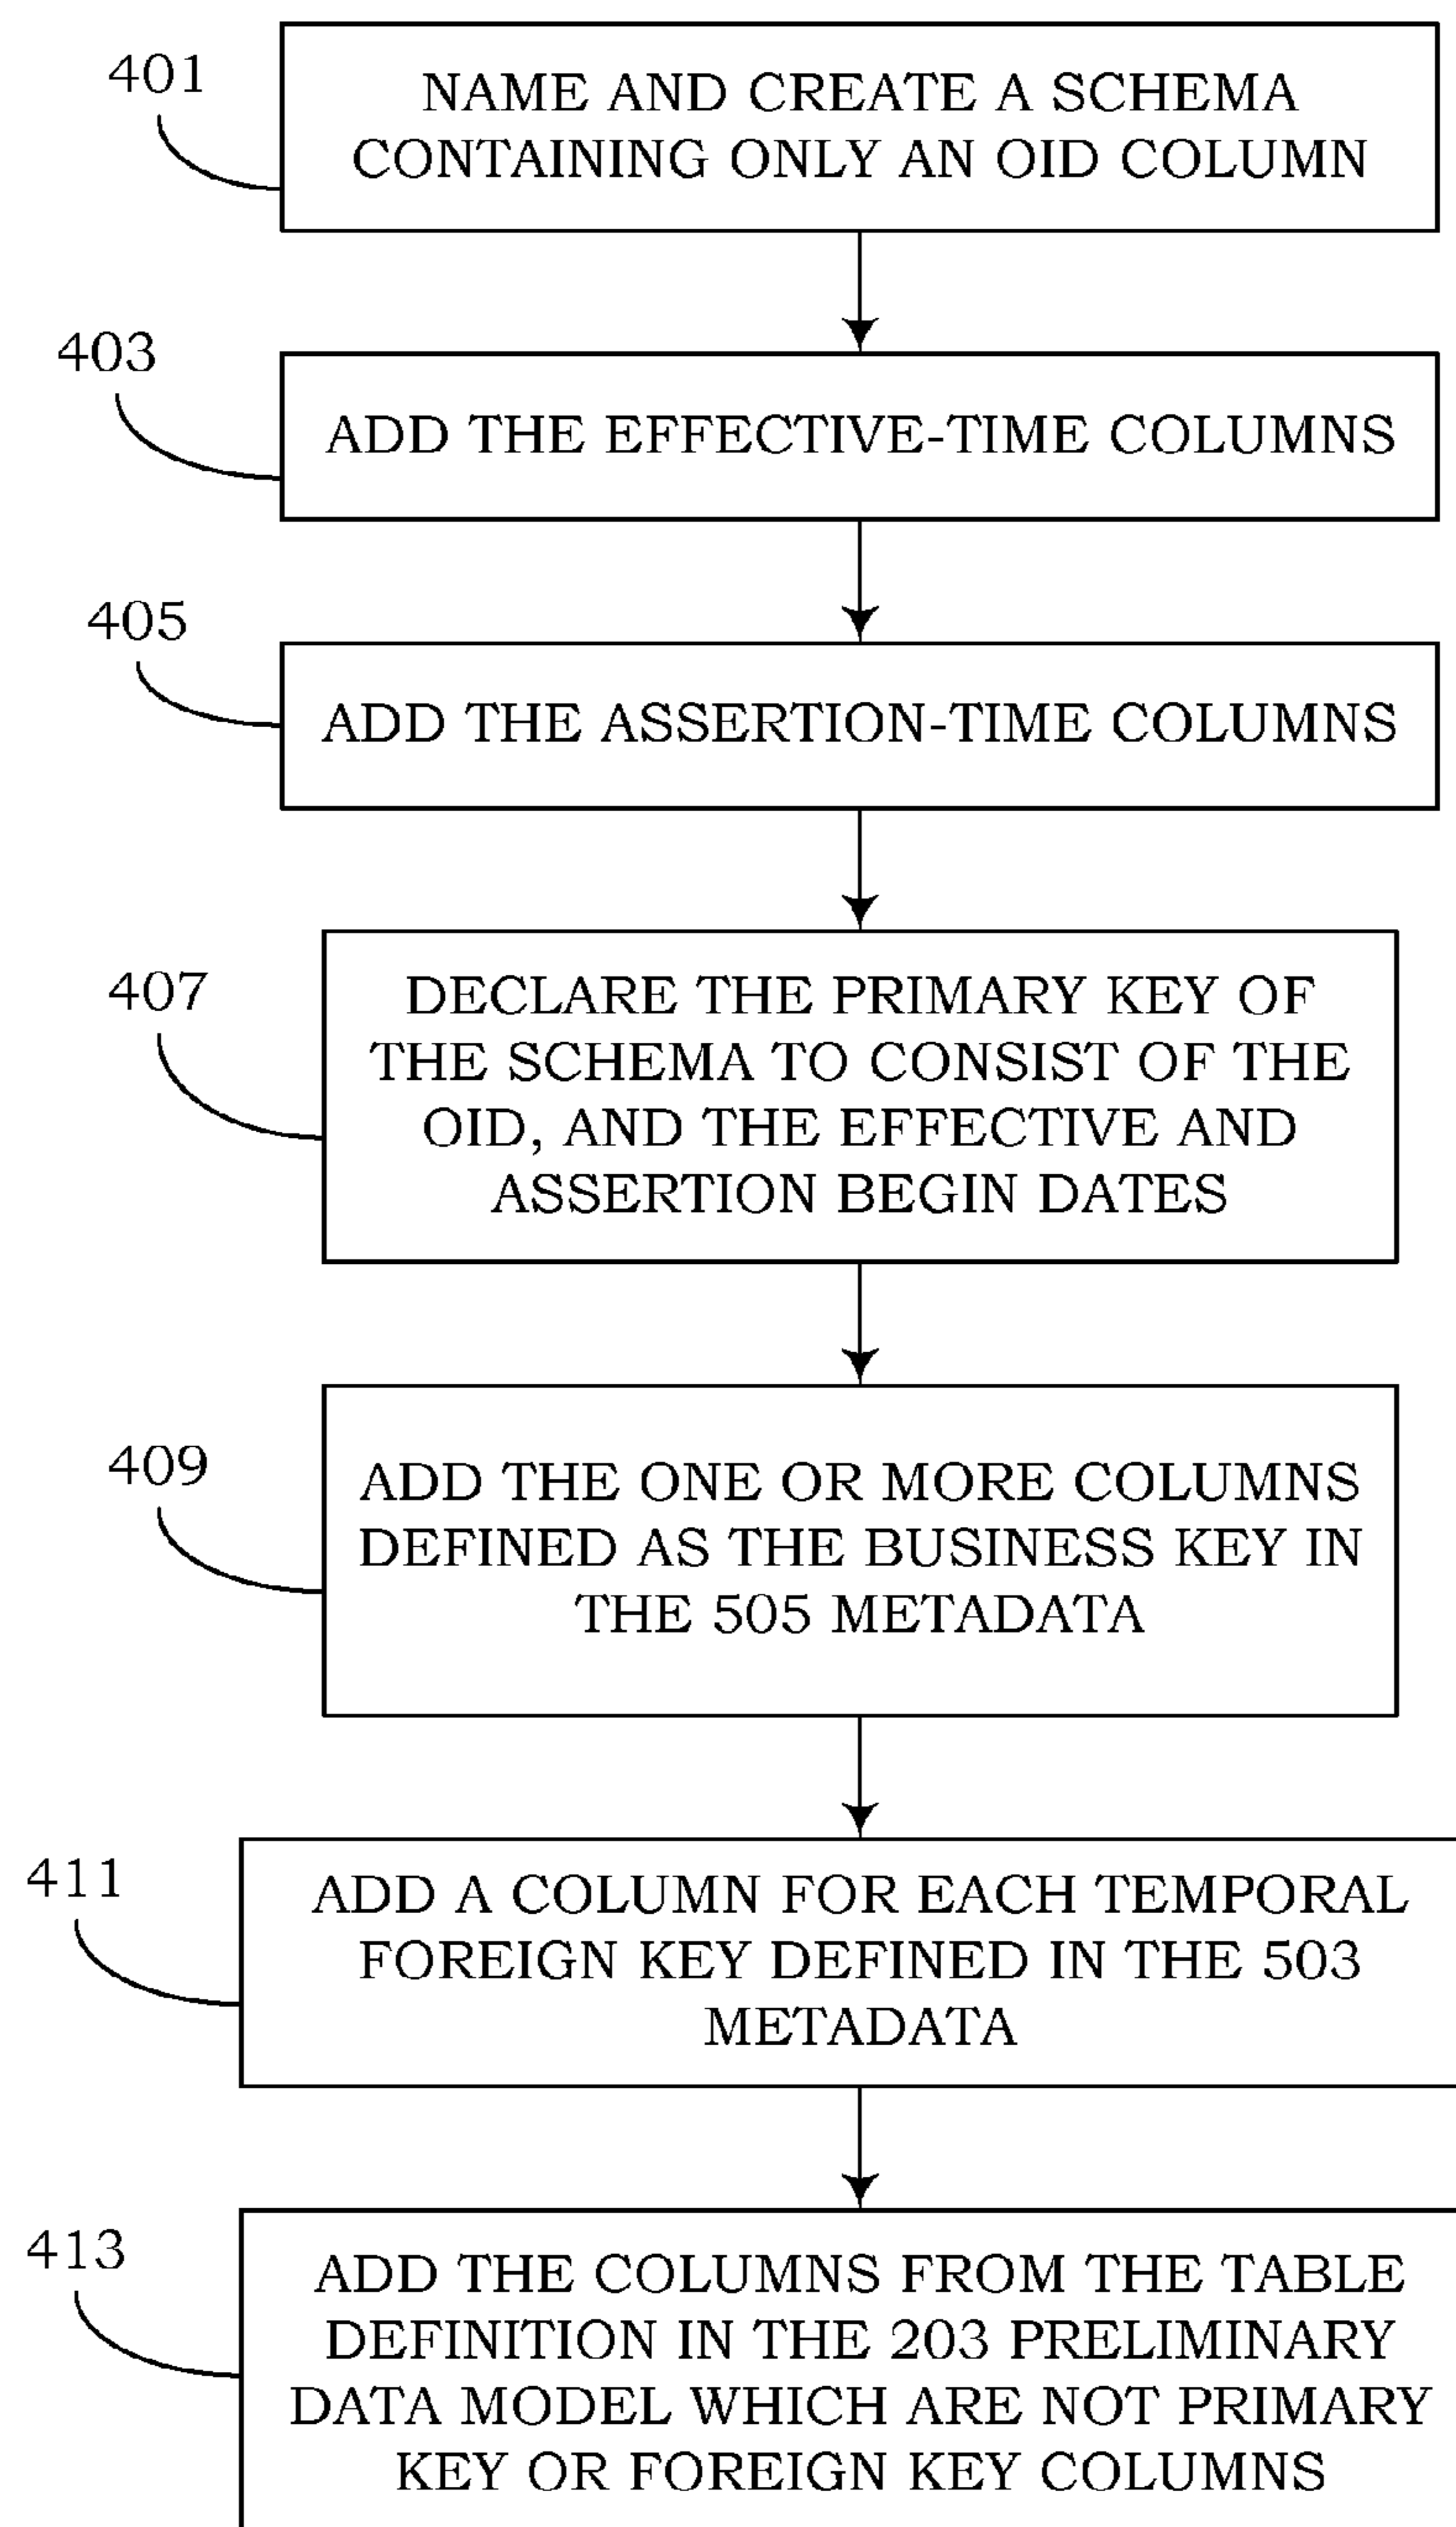 401
NAME AND CREATE A SCHEMA
CONTAINING ONLY AN OID COLUMN
403
ADD THE EFFECTIVE-TIME COLUMNS
405
ADD THE ASSERTION-TIME COLUMNS
407
DECLARE THE PRIMARY KEY OF
THE SCHEMA TO CONSIST OF THE
OID, AND THE EFFECTIVE AND
ASSERTION BEGIN DATES
409
ADD THE ONE OR MORE COLUMNS
DEFINED AS THE BUSINESS KEY IN
THE 505 METADATA
411
ADD A COLUMN FOR EACH TEMPORAL
FOREIGN KEY DEFINED IN THE 503
METADATA
413
ADD THE COLUMNS FROM THE TABLE
DEFINITION IN THE 203 PRELIMINARY
DATA MODEL WHICH ARE NOT PRIMARY
KEY OR FOREIGN KEY COLUMNS